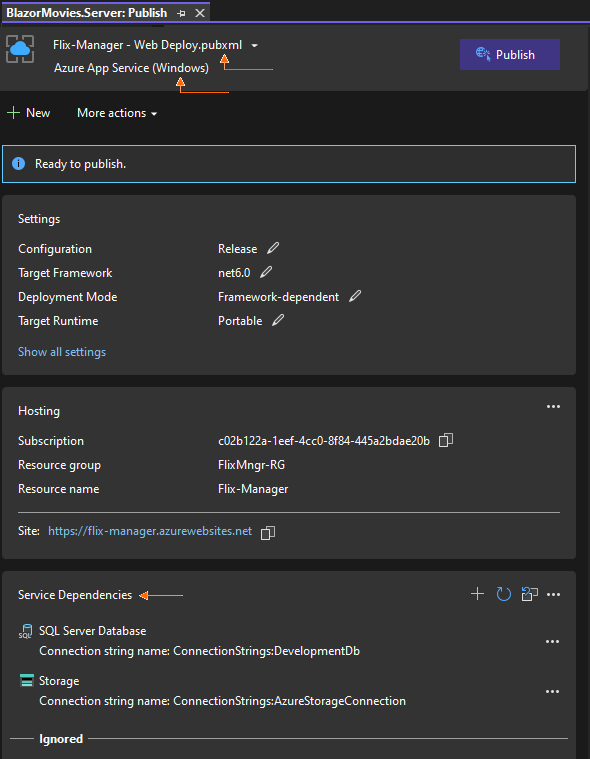 BlazorMovies.Server: Publish
Flix-Manager - Web Deploy.pubxml
Azure App Service (Windows)
Publish
New More actions
Ready to publish.
Settings
Configuration Release
Target Framework net6.0
Deployment Mode Framework-dependent
Target Runtime Portable
Show all settings
Hosting
Subscription c02b122a-1eef-4cc0-8f84-445a2bdae20b
Resource group FlixMngr-RG
Resource name Flix-Manager
Site: https://flix-manager.azurewebsites.net
Service Dependencies
SQL SQL Server Database
Connection string name: ConnectionStrings:DevelopmentDb
Storage
Connection string name: ConnectionStrings:AzureStorageConnection
Ignored